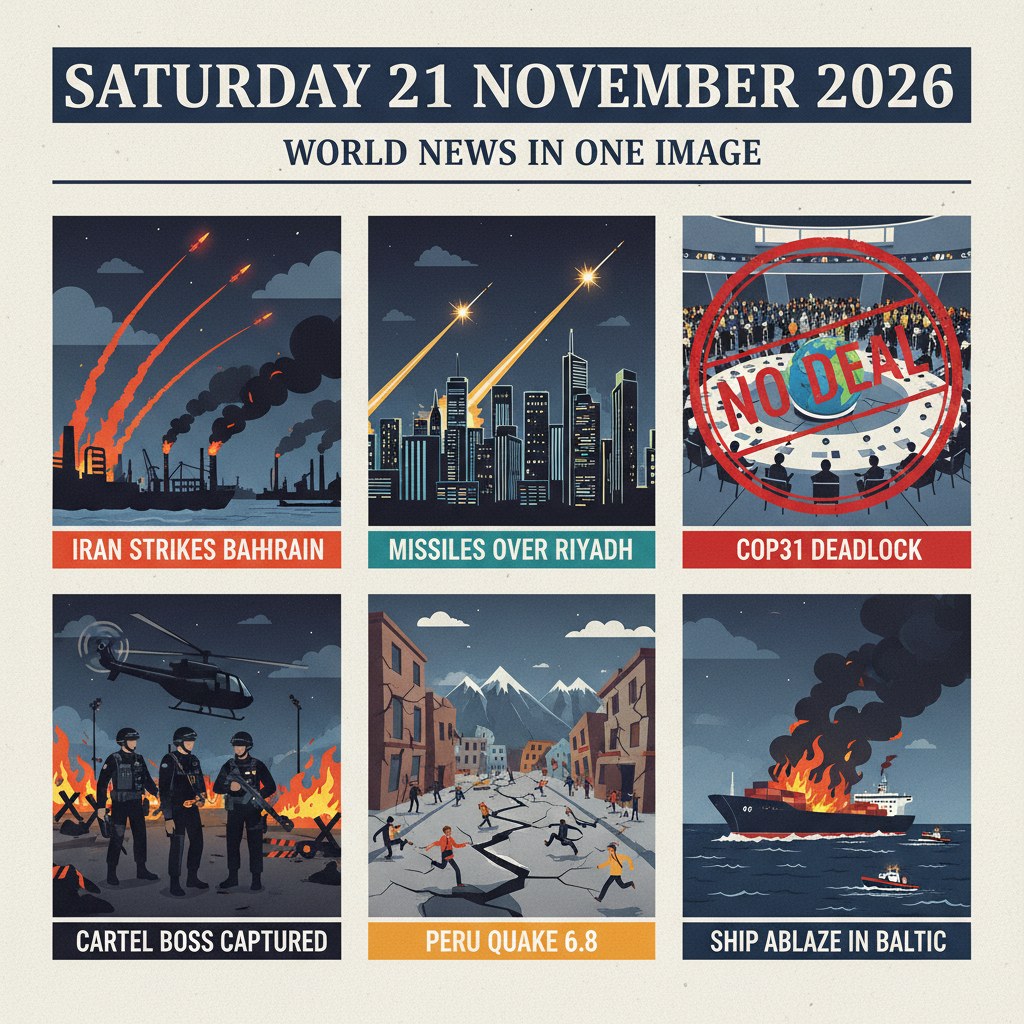 SATURDAY 21 NOVEMBER 2026
WORLD NEWS IN ONE IMAGE
NO DEAL
IRAN STRIKES BAHRAIN
MISSILES OVER RIYADH
COP31 DEADLOCK
CARTEL BOSS CAPTURED
PERU QUAKE 6.8
SHIP ABLAZE IN BALTIC